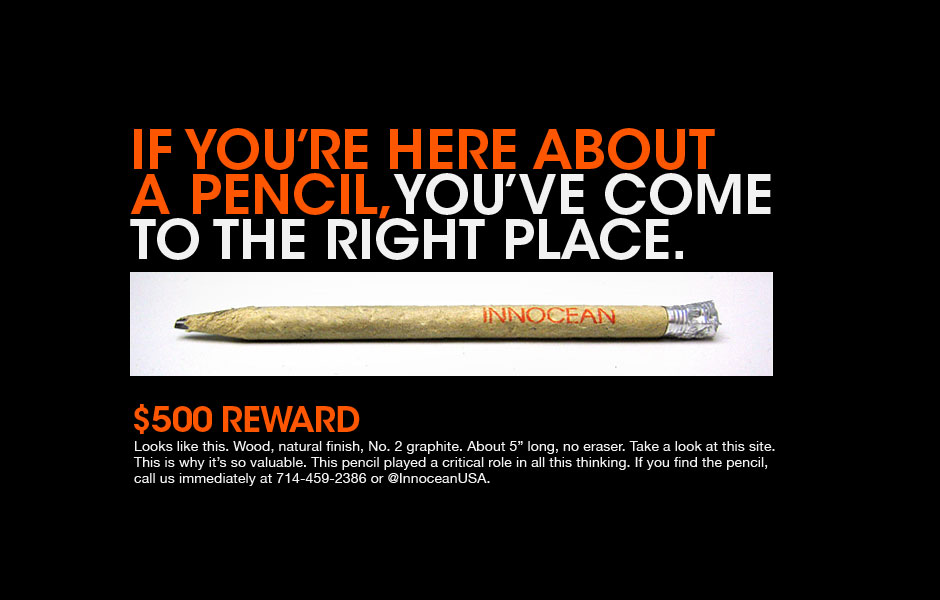 IF YOU'RE HERE ABOUT
A PENCIL, YOU'VE COME
TO THE RIGHT PLACE.
INNOCEAN
$500 REWARD
Looks like this. Wood, natural finish, No. 2 graphite. About 5” long, no eraser. Take a look at this site.
This is why it's so valuable. This pencil played a critical role in all this thinking. If you find the pencil,
call us immediately at 714-459-2386 or @InnoceanUSA.